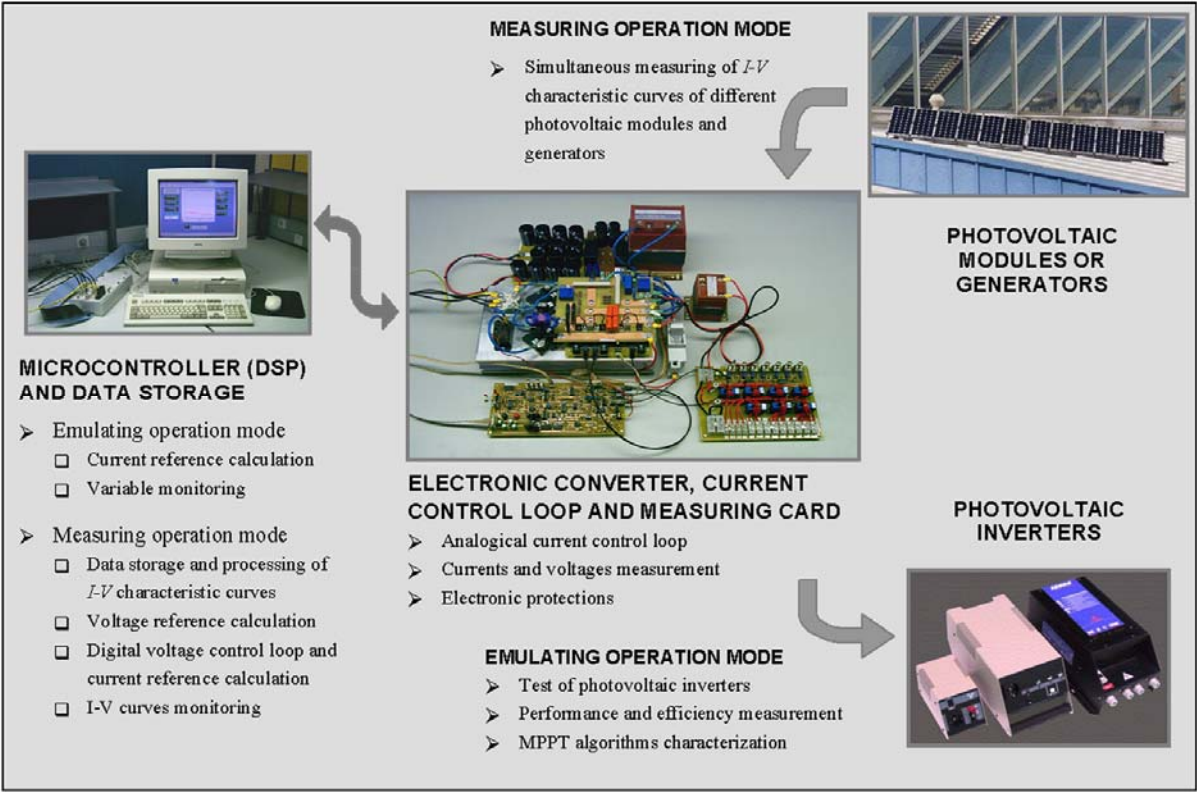 MEASURING OPERATION MODE
➢ Simultaneous measuring of I-V
characteristic curves of different
photovoltaic modules and
generators
PHOTOVOLTAIC
MODULES OR
GENERATORS
MICROCONTROLLER (DSP)
AND DATA STORAGE
➢ Emulating operation mode
❑ Current reference calculation
❑ Variable monitoring
➢ Measuring operation mode
❑ Data storage and processing of
I-V characteristic curves
❑ Voltage reference calculation
❑ Digital voltage control loop and
current reference calculation
❑ I-V curves monitoring
ELECTRONIC CONVERTER, CURRENT
CONTROL LOOP AND MEASURING CARD
➢ Analogical current control loop
➢ Currents and voltages measurement
➢ Electronic protections
EMULATING OPERATION MODE
➢ Test of photovoltaic inverters
➢ Performance and efficiency measurement
➢ MPPT algorithms characterization
PHOTOVOLTAIC
INVERTERS